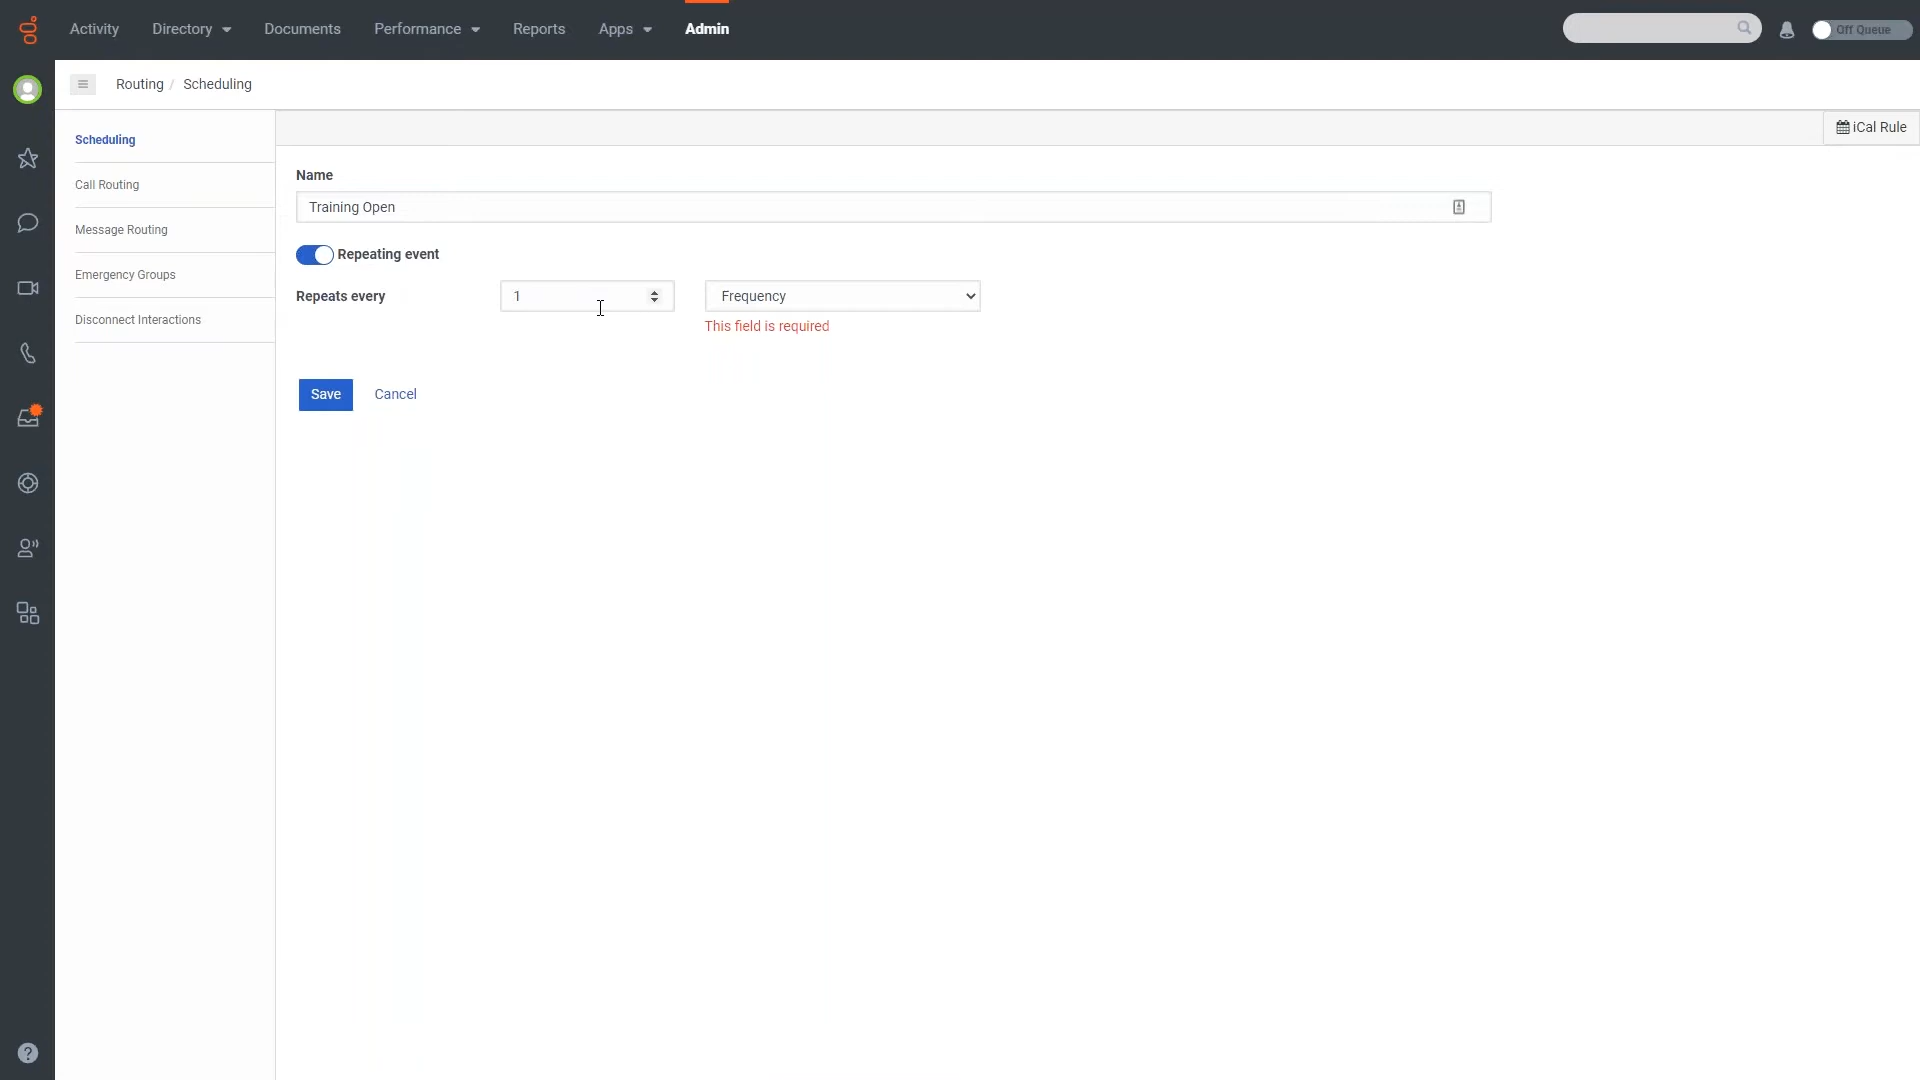 Activity
Directory
Documents
Performance
Reports
Apps
Admin
Off Queue
Routing / Scheduling
Scheduling
Call Routing
Message Routing
Emergency Groups
Disconnect Interactions
iCal Rule
Name
Training Open
Repeating event
Repeats every
1
Frequency
This field is required
Save
Cancel
?